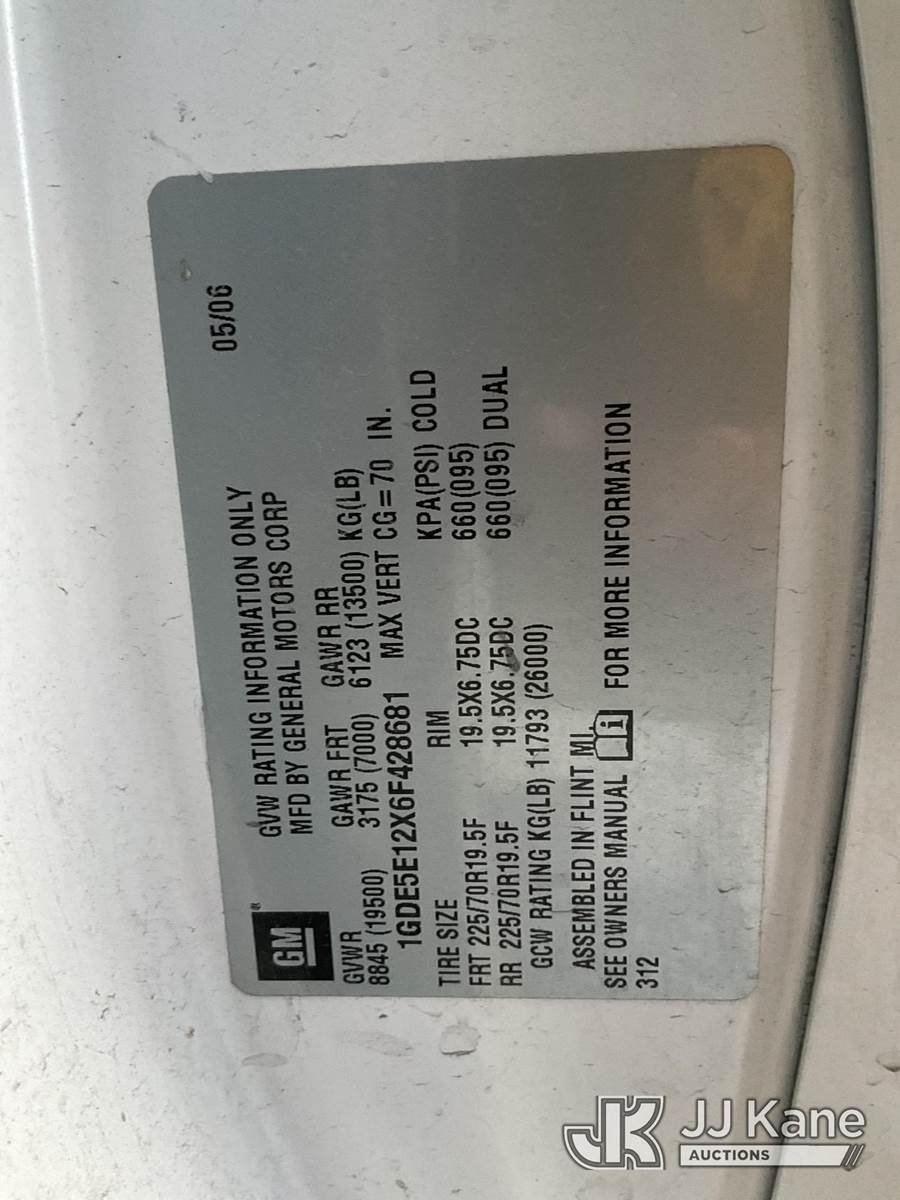 GM®
GVW RATING INFORMATION ONLY 05/06
MFD BY GENERAL MOTORS CORP
GVWR GAWR FRT GAWR RR
8845 (19500) 3175 (7000) 6123 (13500) KG(LB)
1GDE5E12X6F428681 MAX VERT CG=70 IN.
TIRE SIZE RIM KPA(PSI) COLD
FRT 225/70R19.5F 19.5X6.75DC 660(095)
RR 225/70R19.5F 19.5X6.75DC 660(095) DUAL
GCW RATING KG(LB) 11793 (26000)
ASSEMBLED IN FLINT MI.
SEE OWNERS MANUAL i FOR MORE INFORMATION
312
JK JJ Kane
AUCTIONS